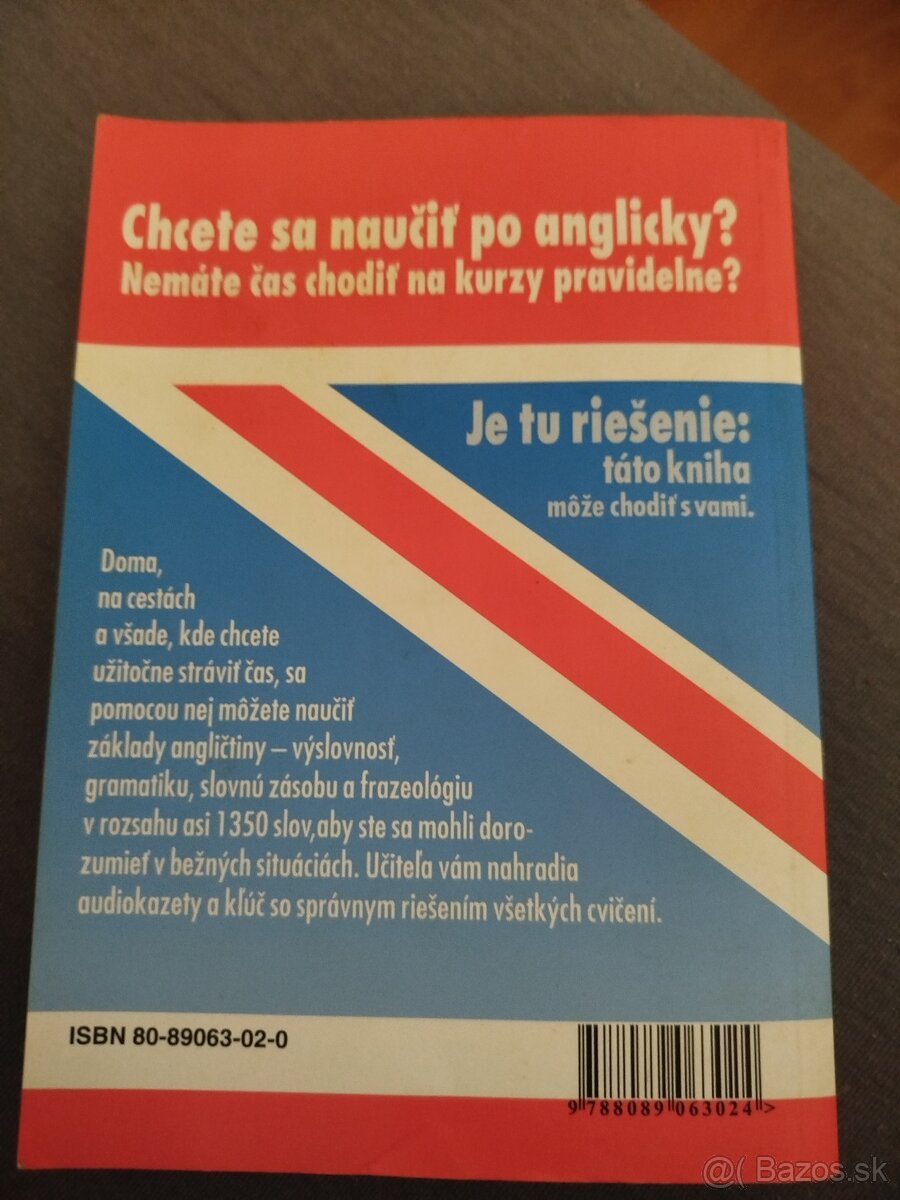 Chcete sa naučiť po anglicky?
Nemáte čas chodiť na kurzy pravidelne?
Je tu riešenie:
táto kniha
môže chodiť s vami.
Doma,
na cestách
a všade, kde chcete
užitočne stráviť čas, sa
pomocou nej môžete naučiť
základy angličtiny – výslovnosť,
gramatiku, slovnú zásobu a frazeológiu
v rozsahu asi 1350 slov,aby ste sa mohli doro-
zumieť v bežných situáciách. Učiteľa vám nahradia
audiokazety a kľúč so správnym riešením všetkých cvičení.
ISBN 80-89063-02-0
9 788089 063024 >
@( Bazos.sk